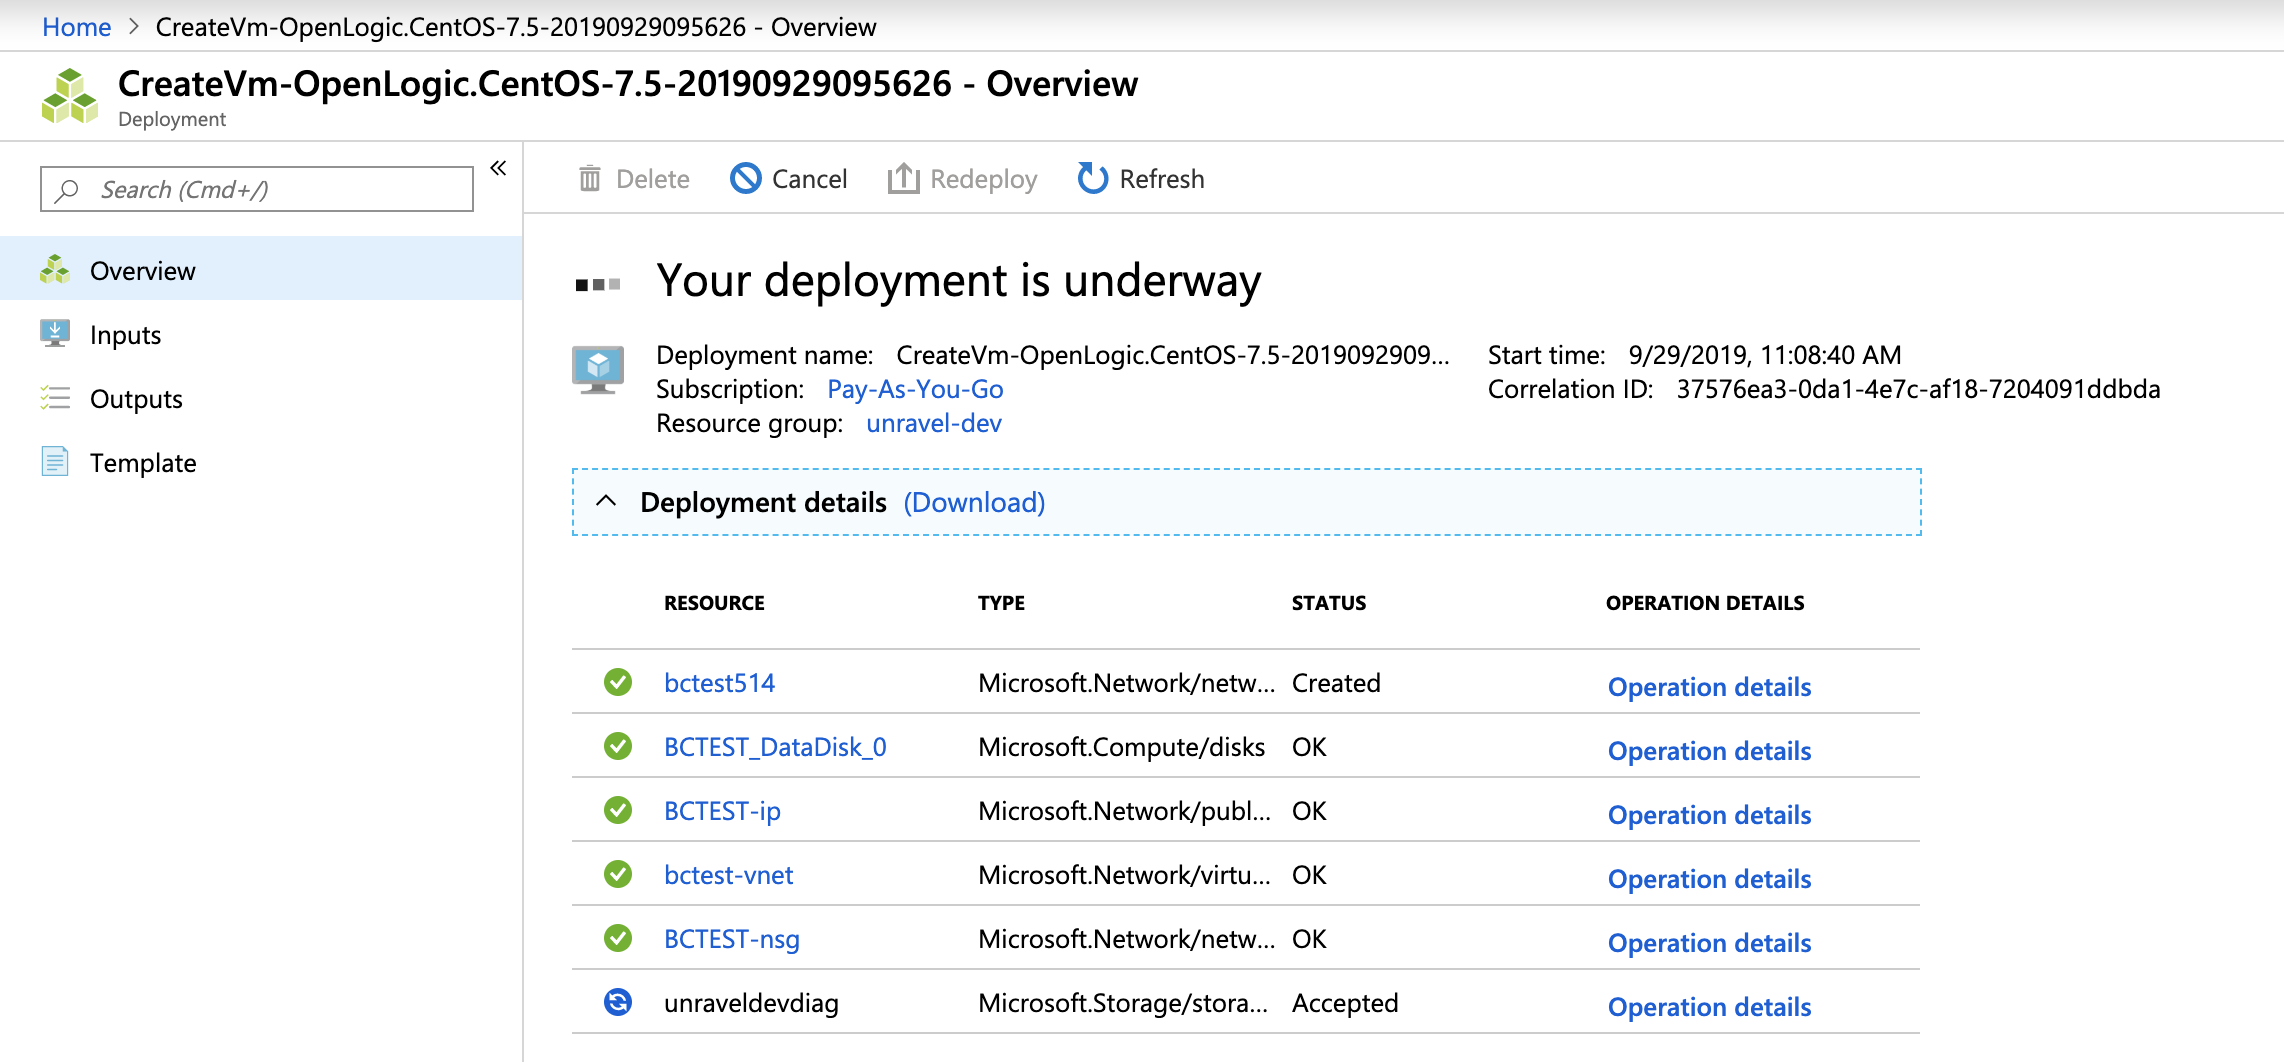 Home > CreateVm-OpenLogic.CentOS-7.5-20190929095626 - Overview
CreateVm-OpenLogic.CentOS-7.5-20190929095626 - Overview
Deployment
Search (Cmd+/)
«
Overview
Inputs
Outputs
Template
Delete Cancel Redeploy Refresh
Your deployment is underway
Deployment name: CreateVm-OpenLogic.CentOS-7.5-2019092909...
Subscription: Pay-As-You-Go
Resource group: unravel-dev
Start time: 9/29/2019, 11:08:40 AM
Correlation ID: 37576ea3-0da1-4e7c-af18-7204091ddbda
Deployment details (Download)
RESOURCE TYPE STATUS OPERATION DETAILS
bctest514 Microsoft.Network/netw... Created Operation details
BCTEST_DataDisk_0 Microsoft.Compute/disks OK Operation details
BCTEST-ip Microsoft.Network/publ... OK Operation details
bctest-vnet Microsoft.Network/virtu... OK Operation details
BCTEST-nsg Microsoft.Network/netw... OK Operation details
unraveldevdiag Microsoft.Storage/stora... Accepted Operation details